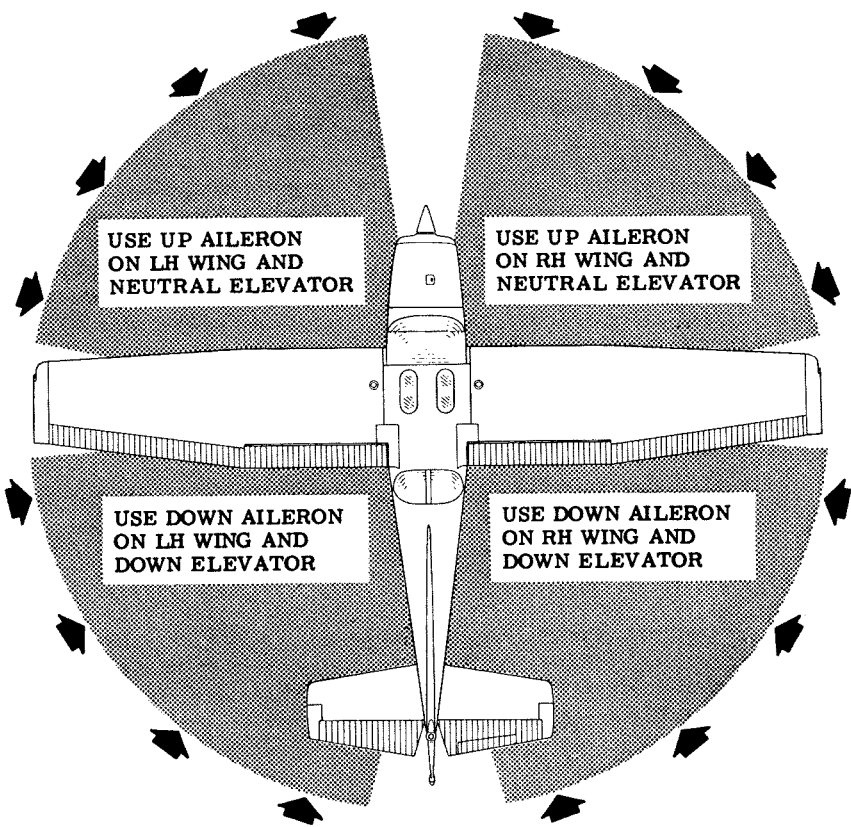 USE UP AILERON
ON LH WING AND
NEUTRAL ELEVATOR
USE UP AILERON
ON RH WING AND
NEUTRAL ELEVATOR
USE DOWN AILERON
ON LH WING AND
DOWN ELEVATOR
USE DOWN AILERON
ON RH WING AND
DOWN ELEVATOR